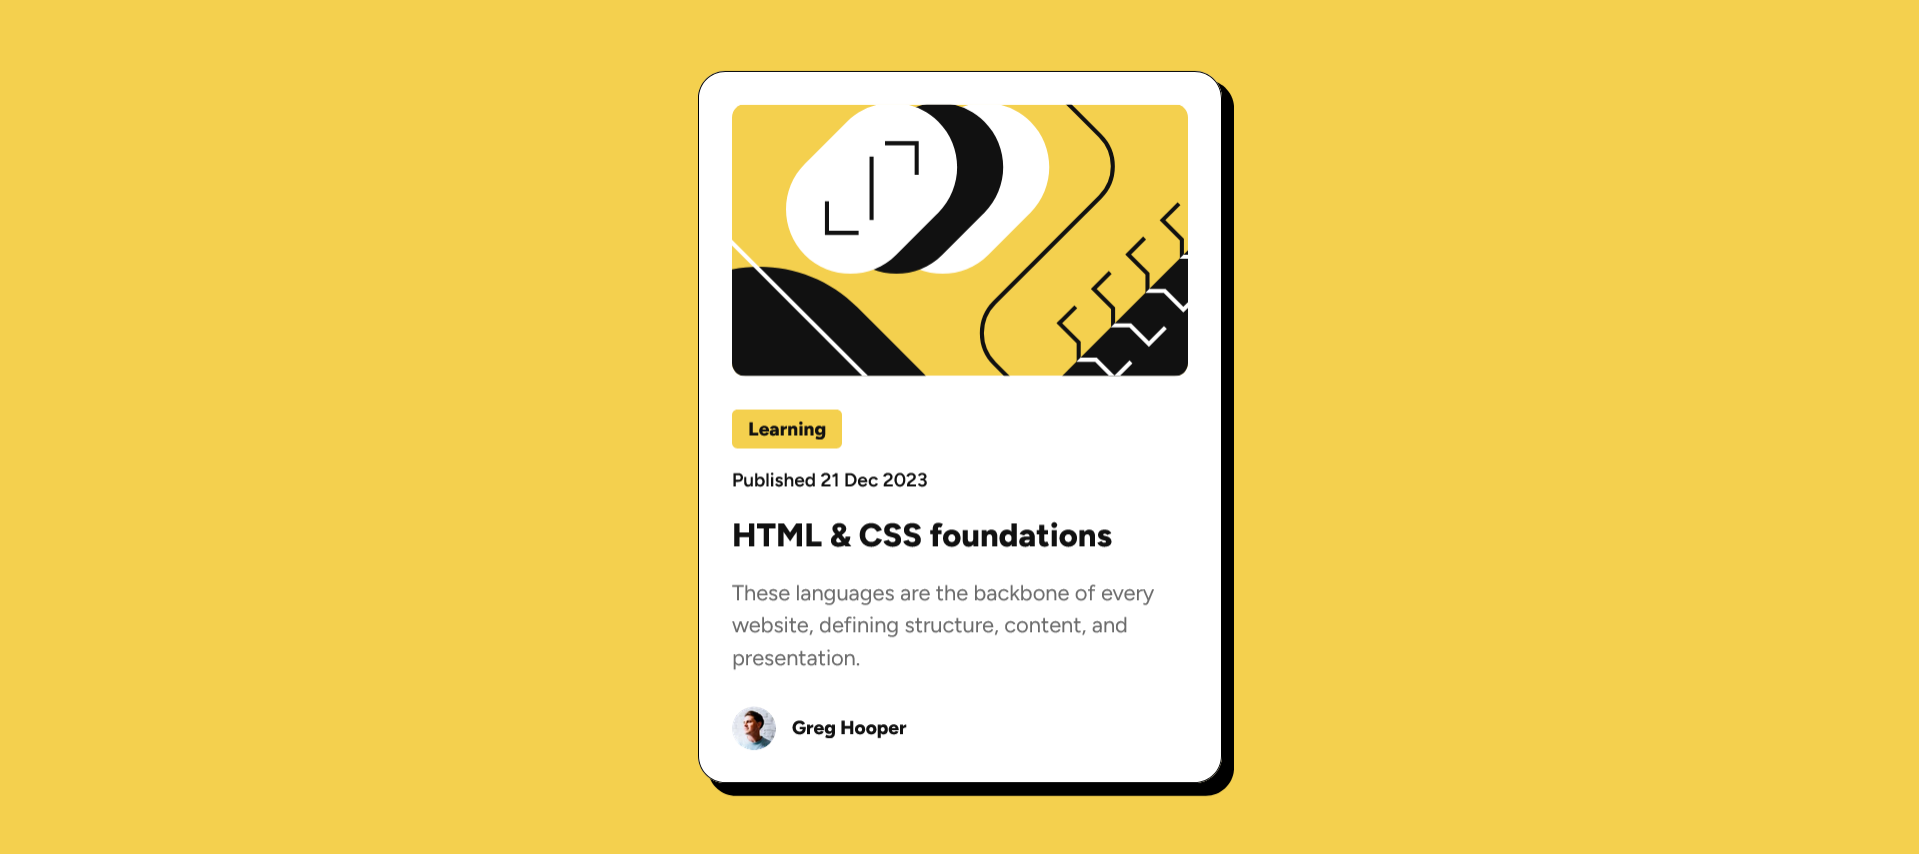 Learning
Published 21 Dec 2023
HTML & CSS foundations
These languages are the backbone of every
website, defining structure, content, and
presentation.
Greg Hooper